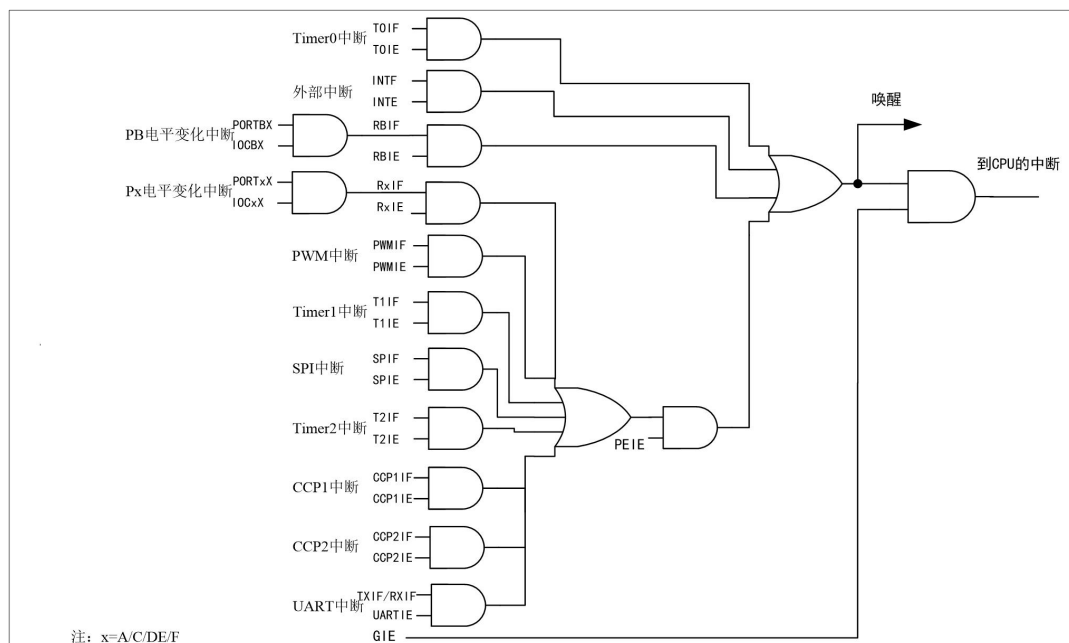 Timer0中断
T0IF
T0IE
外部中断
INTF
INTE
唤醒
PB电平变化中断
PORTBX
IOCBX
RBIF
RBIE
到CPU的中断
Px电平变化中断
PORTxX
IOCxX
RxIF
RxIE
PWM中断
PWMIF
PWMIE
Timer1中断
T1IF
T1IE
SPI中断
SPIF
SPIE
Timer2中断
T2IF
T2IE
PEIE
CCP1中断
CCP1IF
CCP1IE
CCP2中断
CCP2IF
CCP2IE
UART中断
TXIF/RXIF
UARTIE
GIE
注：x=A/C/DE/F